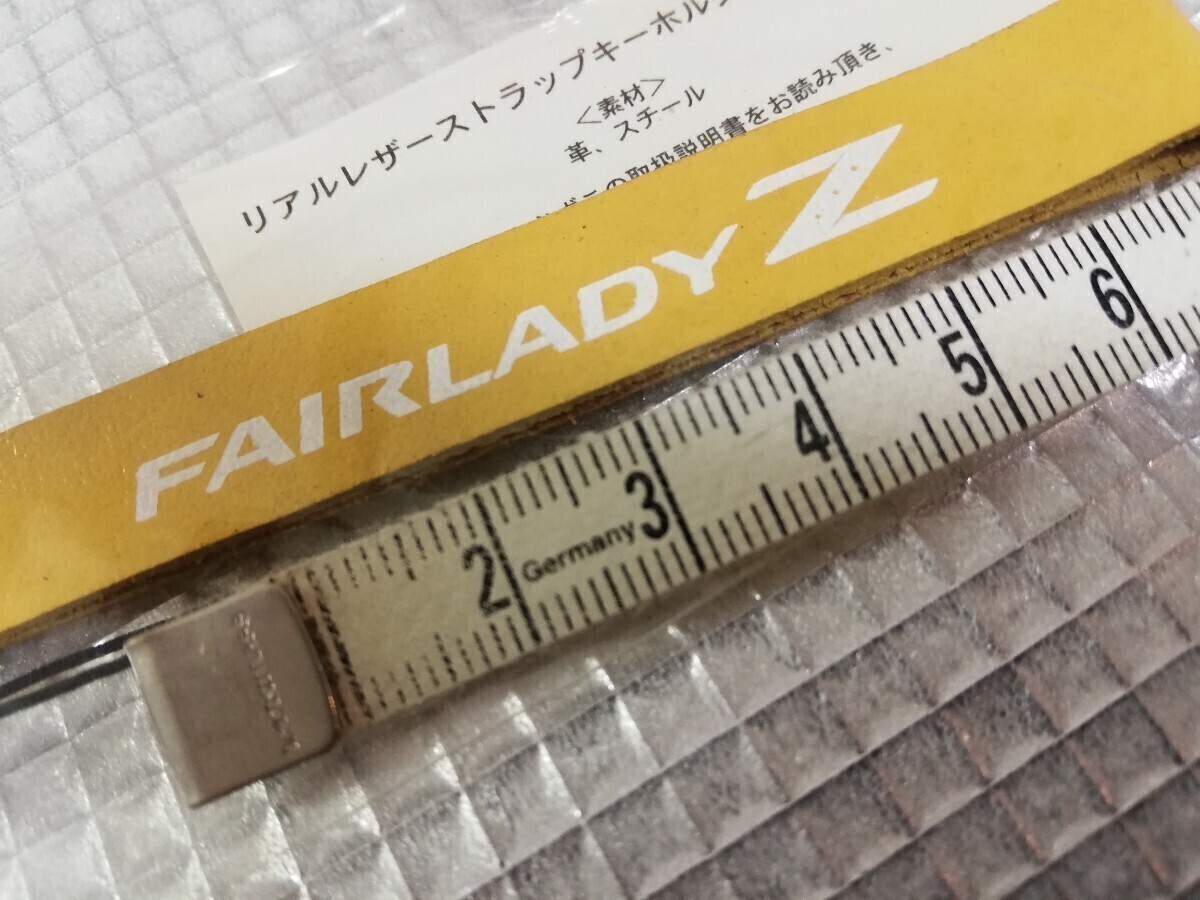 リアルレザーストラップキーホル
<素材>
革、スチール
の取扱説明書をお読み頂き、
FAIRLADY Z
2 Germany 3 4 5 6